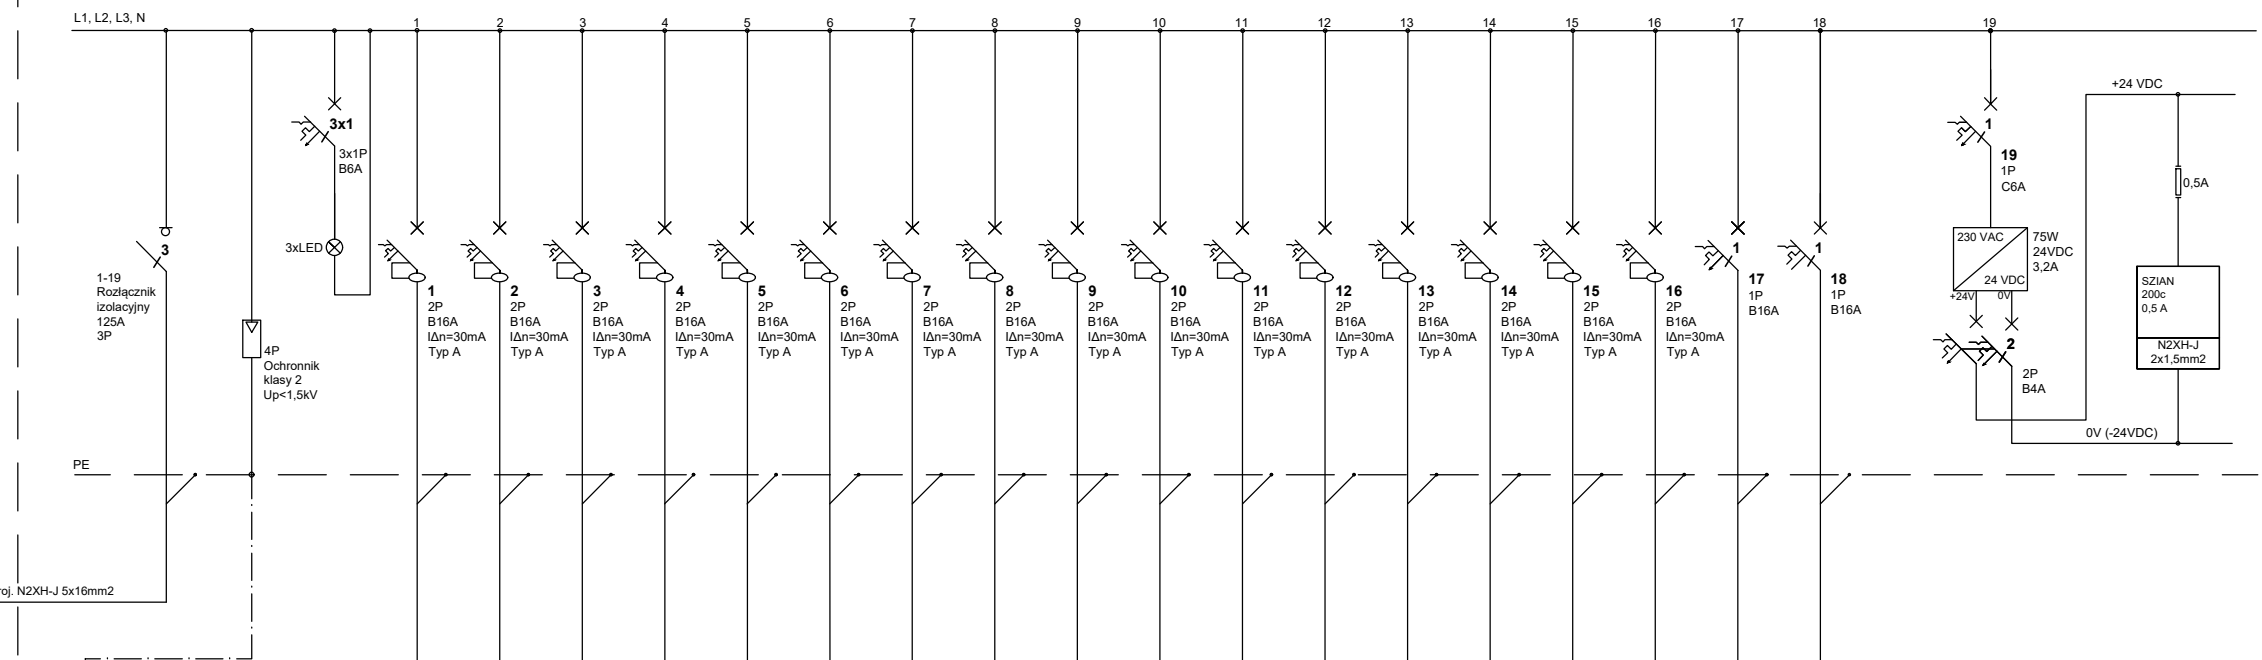 L1, L2, L3, N
1 2 3 4 5 6 7 8 9 10 11 12 13 14 15 16 17 18 19
3
1-19
Rozłącznik
izolacyjny
125A
3P
4P
Ochronnik
klasy 2
Up<1,5kV
3x1
3x1P
B6A
3xLED
1
2P
B16A
IΔn=30mA
Typ A
2
2P
B16A
IΔn=30mA
Typ A
3
2P
B16A
IΔn=30mA
Typ A
4
2P
B16A
IΔn=30mA
Typ A
5
2P
B16A
IΔn=30mA
Typ A
6
2P
B16A
IΔn=30mA
Typ A
7
2P
B16A
IΔn=30mA
Typ A
8
2P
B16A
IΔn=30mA
Typ A
9
2P
B16A
IΔn=30mA
Typ A
10
2P
B16A
IΔn=30mA
Typ A
11
2P
B16A
IΔn=30mA
Typ A
12
2P
B16A
IΔn=30mA
Typ A
13
2P
B16A
IΔn=30mA
Typ A
14
2P
B16A
IΔn=30mA
Typ A
15
2P
B16A
IΔn=30mA
Typ A
16
2P
B16A
IΔn=30mA
Typ A
1
17
1P
B16A
1
18
1P
B16A
1
19
1P
C6A
230 VAC
24 VDC
75W
24VDC
3,2A
+24V 0V
2
2P
B4A
+24 VDC
0,5A
SZIAN
200c
0,5 A
N2XH-J
2x1,5mm2
0V (-24VDC)
PE
roj. N2XH-J 5x16mm2